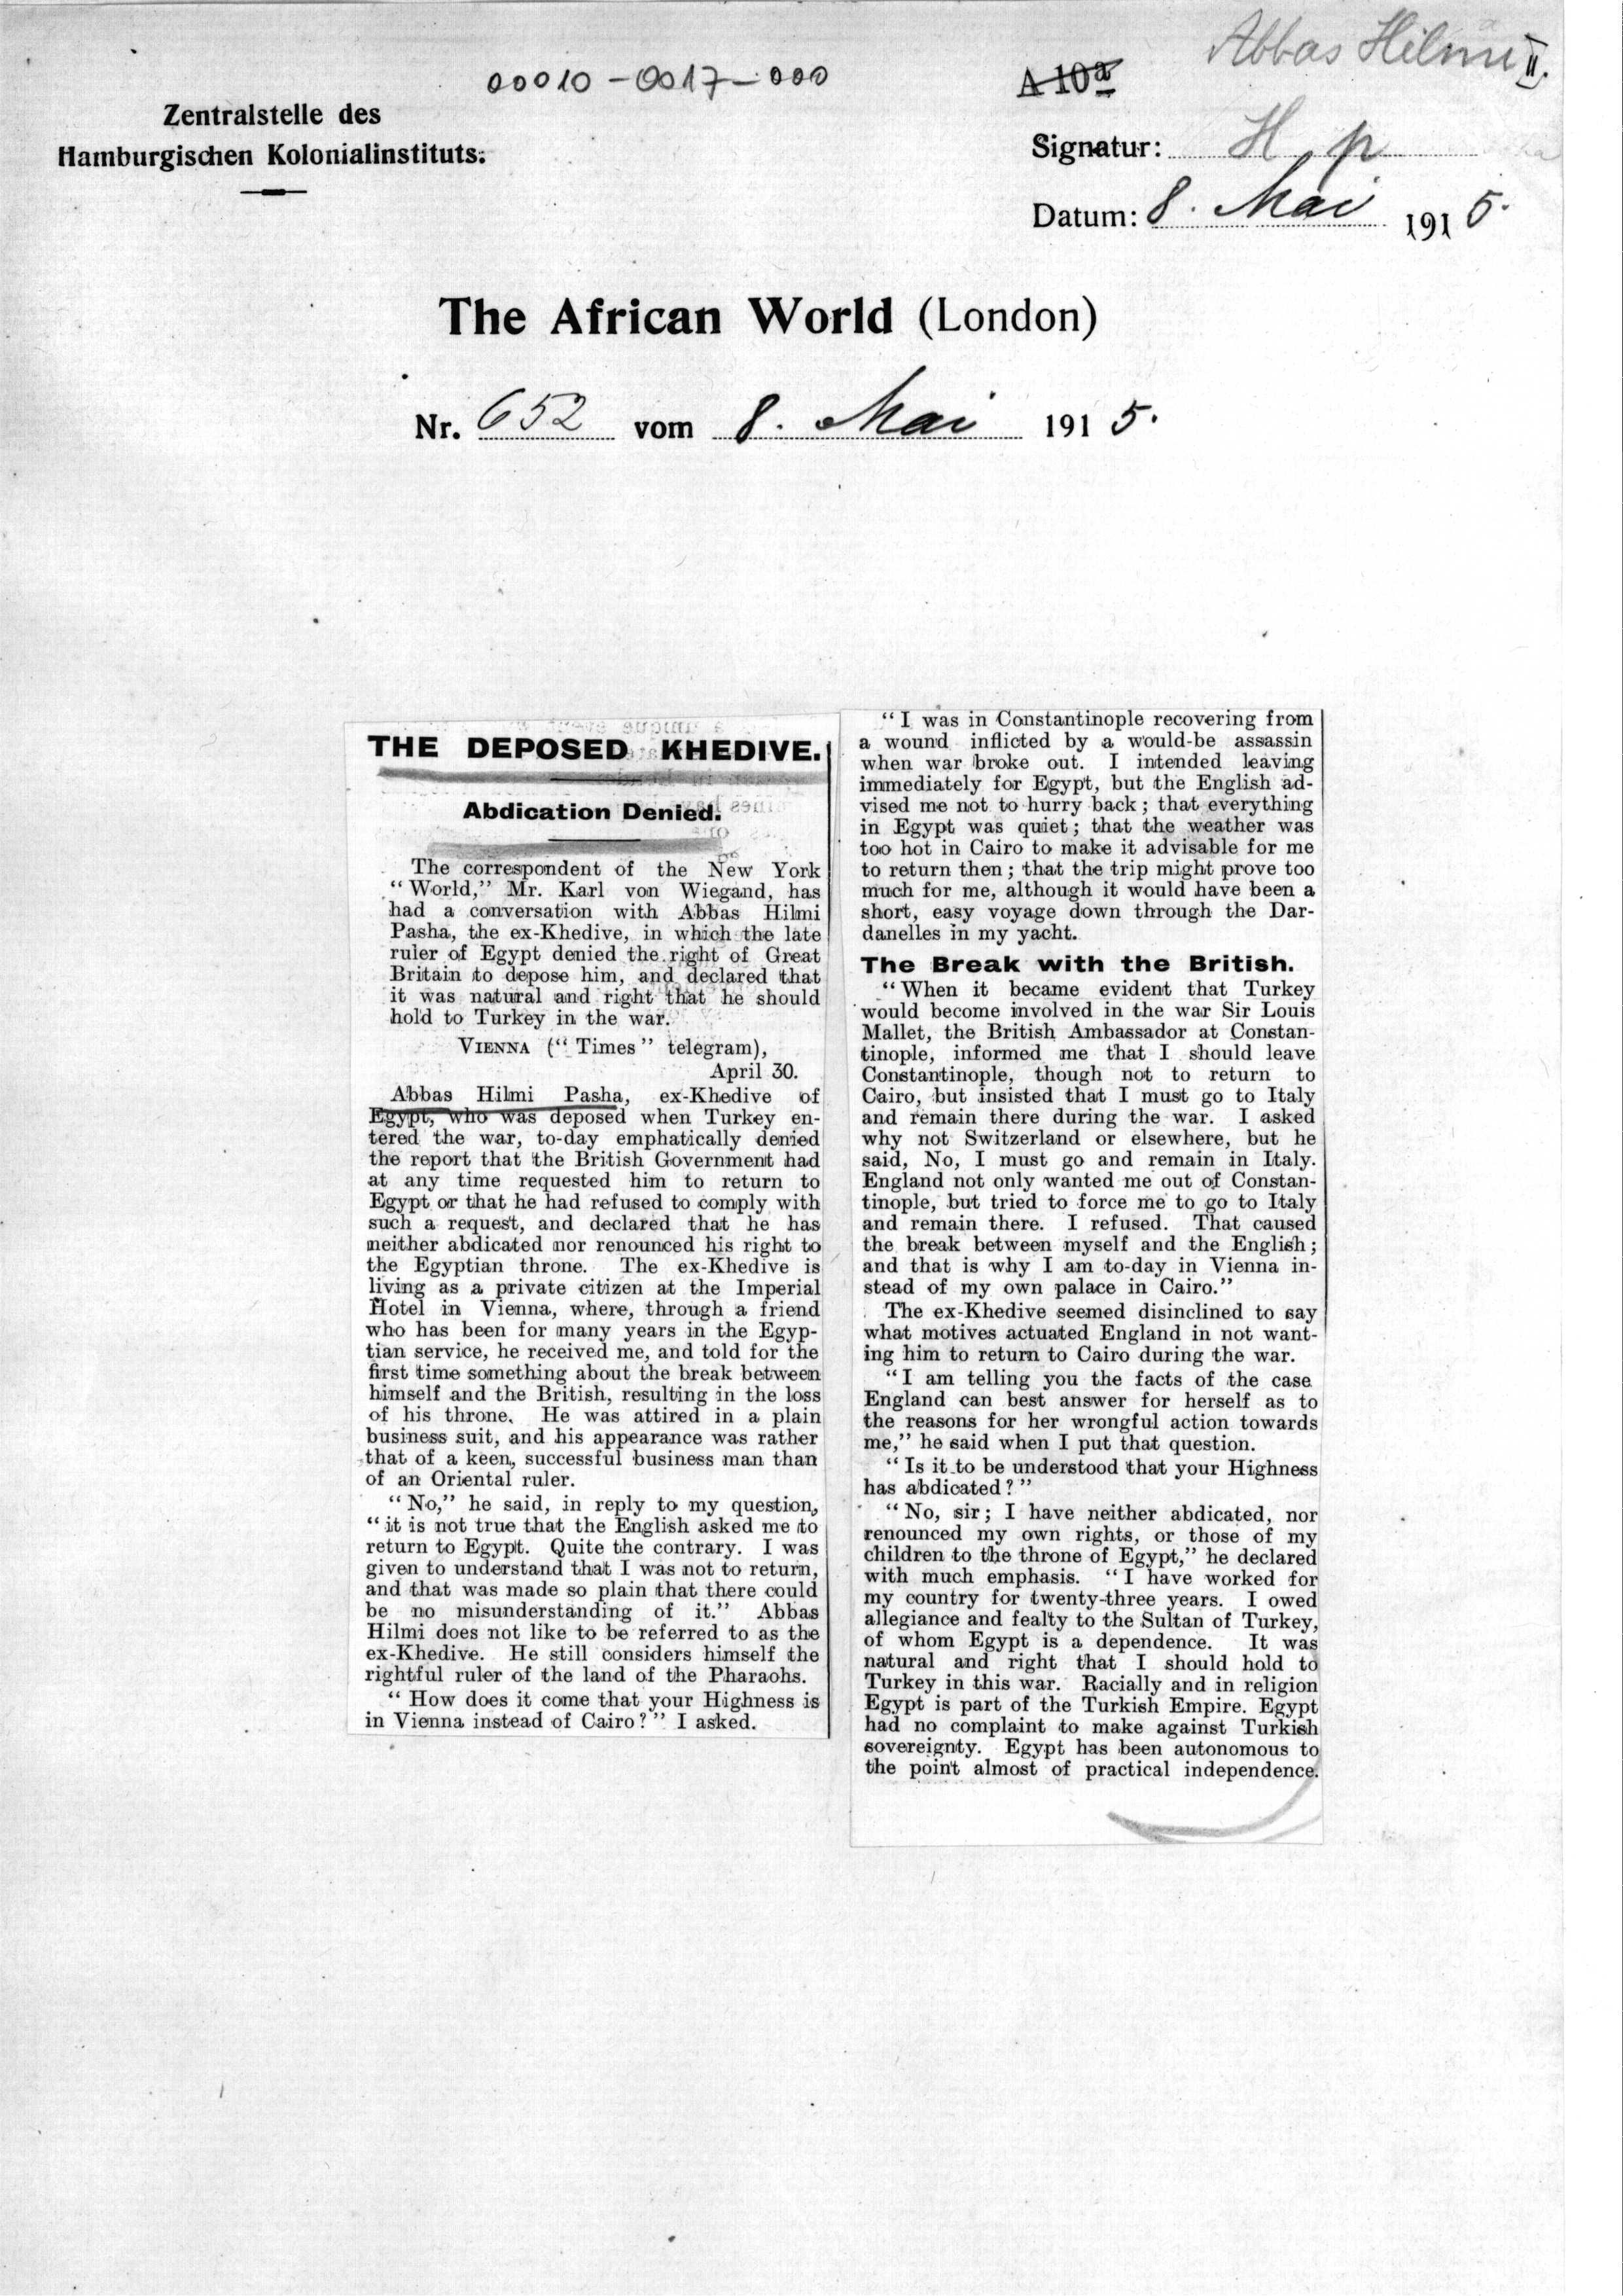 Abbas Hilmi II.
00010-0017-000
A 10a
Zentralstelle des
Hamburgischen Kolonialinstituts.
Signatur: H p
Datum: 8. Mai 1915.
The African World (London)
Nr. 652 vom 8. Mai 1915.
THE DEPOSED KHEDIVE.
Abdication Denied.
The correspondent of the New York
"World," Mr. Karl von Wiegand, has
had a conversation with Abbas Hilmi
Pasha, the ex-Khedive, in which the late
ruler of Egypt denied the right of Great
Britain to depose him, and declared that
it was natural and right that he should
hold to Turkey in the war.
VIENNA ("Times" telegram),
April 30.
Abbas Hilmi Pasha, ex-Khedive of
Egypt, who was deposed when Turkey en-
tered the war, to-day emphatically denied
the report that the British Government had
at any time requested him to return to
Egypt or that he had refused to comply with
such a request, and declared that he has
neither abdicated nor renounced his right to
the Egyptian throne. The ex-Khedive is
living as a private citizen at the Imperial
Hotel in Vienna, where, through a friend
who has been for many years in the Egyp-
tian service, he received me, and told for the
first time something about the break between
himself and the British, resulting in the loss
of his throne. He was attired in a plain
business suit, and his appearance was rather
that of a keen, successful business man than
of an Oriental ruler.
"No," he said, in reply to my question,
"it is not true that the English asked me to
return to Egypt. Quite the contrary. I was
given to understand that I was not to return,
and that was made so plain that there could
be no misunderstanding of it." Abbas
Hilmi does not like to be referred to as the
ex-Khedive. He still considers himself the
rightful ruler of the land of the Pharaohs.
"How does it come that your Highness is
in Vienna instead of Cairo?" I asked.
"I was in Constantinople recovering from
a wound inflicted by a would-be assassin
when war broke out. I intended leaving
immediately for Egypt, but the English ad-
vised me not to hurry back; that everything
in Egypt was quiet; that the weather was
too hot in Cairo to make it advisable for me
to return then; that the trip might prove too
much for me, although it would have been a
short, easy voyage down through the Dar-
danelles in my yacht.
The Break with the British.
"When it became evident that Turkey
would become involved in the war Sir Louis
Mallet, the British Ambassador at Constan-
tinople, informed me that I should leave
Constantinople, though not to return to
Cairo, but insisted that I must go to Italy
and remain there during the war. I asked
why not Switzerland or elsewhere, but he
said, No, I must go and remain in Italy.
England not only wanted me out of Constan-
tinople, but tried to force me to go to Italy
and remain there. I refused. That caused
the break between myself and the English;
and that is why I am to-day in Vienna in-
stead of my own palace in Cairo."
The ex-Khedive seemed disinclined to say
what motives actuated England in not want-
ing him to return to Cairo during the war.
"I am telling you the facts of the case
England can best answer for herself as to
the reasons for her wrongful action towards
me," he said when I put that question.
"Is it to be understood that your Highness
has abdicated?"
"No, sir; I have neither abdicated, nor
renounced my own rights, or those of my
children to the throne of Egypt," he declared
with much emphasis. "I have worked for
my country for twenty-three years. I owed
allegiance and fealty to the Sultan of Turkey,
of whom Egypt is a dependence. It was
natural and right that I should hold to
Turkey in this war. Racially and in religion
Egypt is part of the Turkish Empire. Egypt
had no complaint to make against Turkish
sovereignty. Egypt has been autonomous to
the point almost of practical independence.